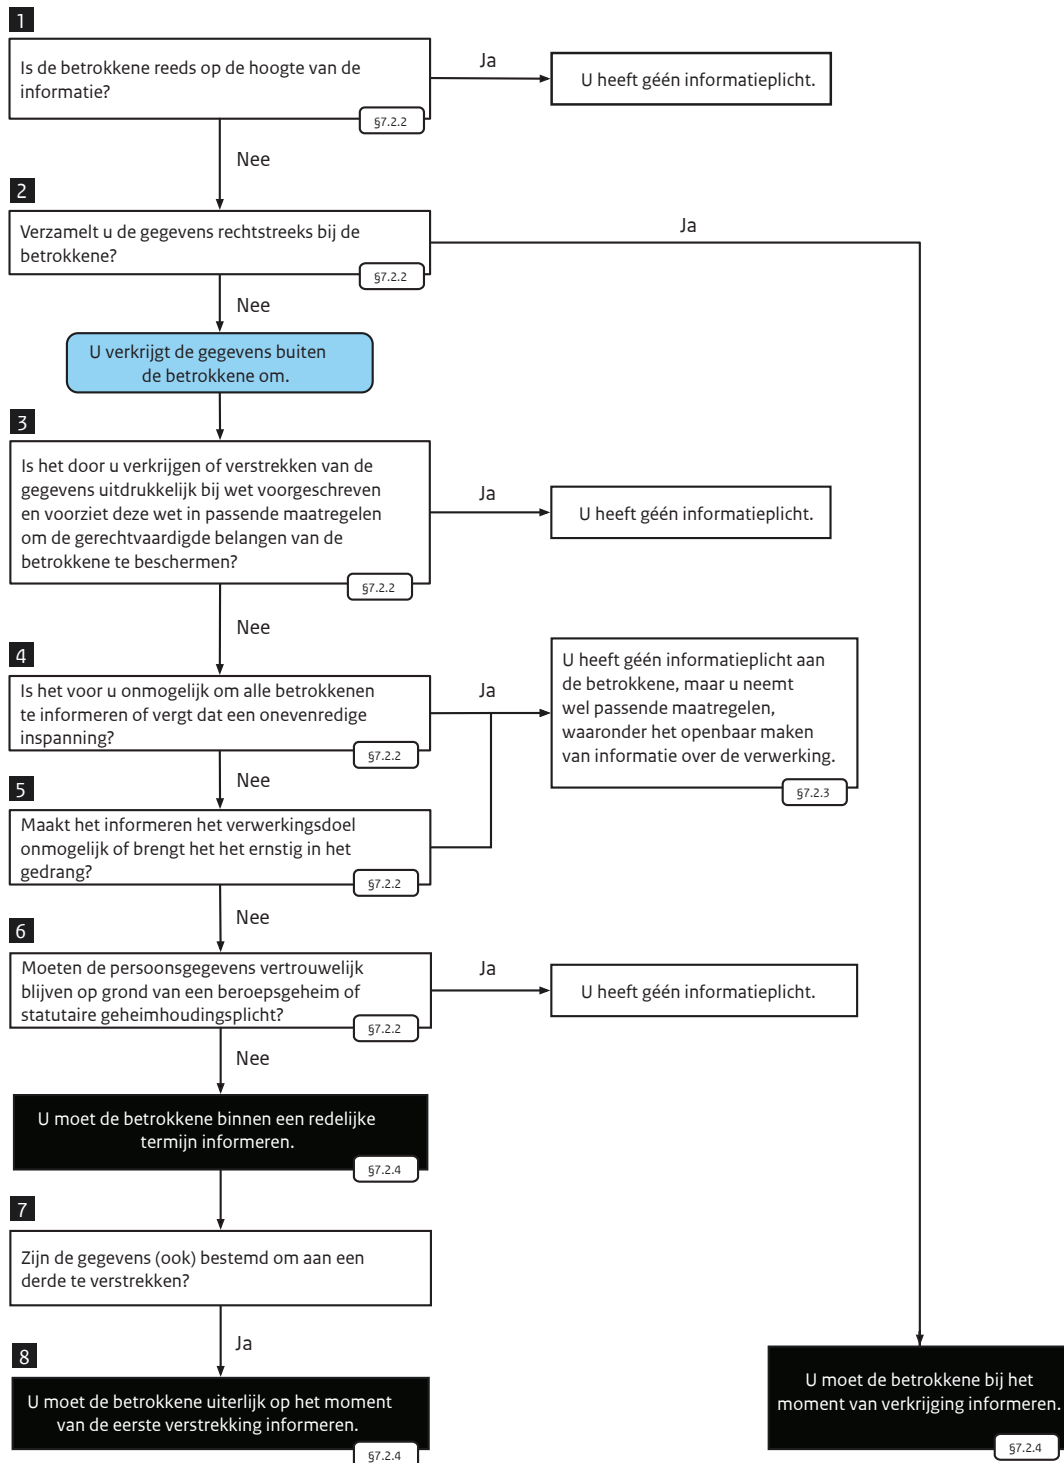 1
Is de betrokkene reeds op de hoogte van de
informatie?
§7.2.2
Ja
U heeft géén informatieplicht.
Nee
2
Verzamelt u de gegevens rechtstreeks bij de
betrokkene?
§7.2.2
Ja
Nee
U verkrijgt de gegevens buiten
de betrokkene om.
3
Is het door u verkrijgen of verstrekken van de
gegevens uitdrukkelijk bij wet voorgeschreven
en voorziet deze wet in passende maatregelen
om de gerechtvaardigde belangen van de
betrokkene te beschermen?
§7.2.2
Ja
U heeft géén informatieplicht.
Nee
4
Is het voor u onmogelijk om alle betrokkenen
te informeren of vergt dat een onevenredige
inspanning?
§7.2.2
Ja
U heeft géén informatieplicht aan
de betrokkene, maar u neemt
wel passende maatregelen,
waaronder het openbaar maken
van informatie over de verwerking.
§7.2.3
Nee
5
Maakt het informeren het verwerkingsdoel
onmogelijk of brengt het het ernstig in het
gedrang?
§7.2.2
Nee
6
Moeten de persoonsgegevens vertrouwelijk
blijven op grond van een beroepsgeheim of
statutaire geheimhoudingsplicht?
§7.2.2
Ja
U heeft géén informatieplicht.
Nee
U moet de betrokkene binnen een redelijke
termijn informeren.
§7.2.4
7
Zijn de gegevens (ook) bestemd om aan een
derde te verstrekken?
Ja
8
U moet de betrokkene uiterlijk op het moment
van de eerste verstrekking informeren.
§7.2.4
U moet de betrokkene bij het
moment van verkrijging informeren.
§7.2.4